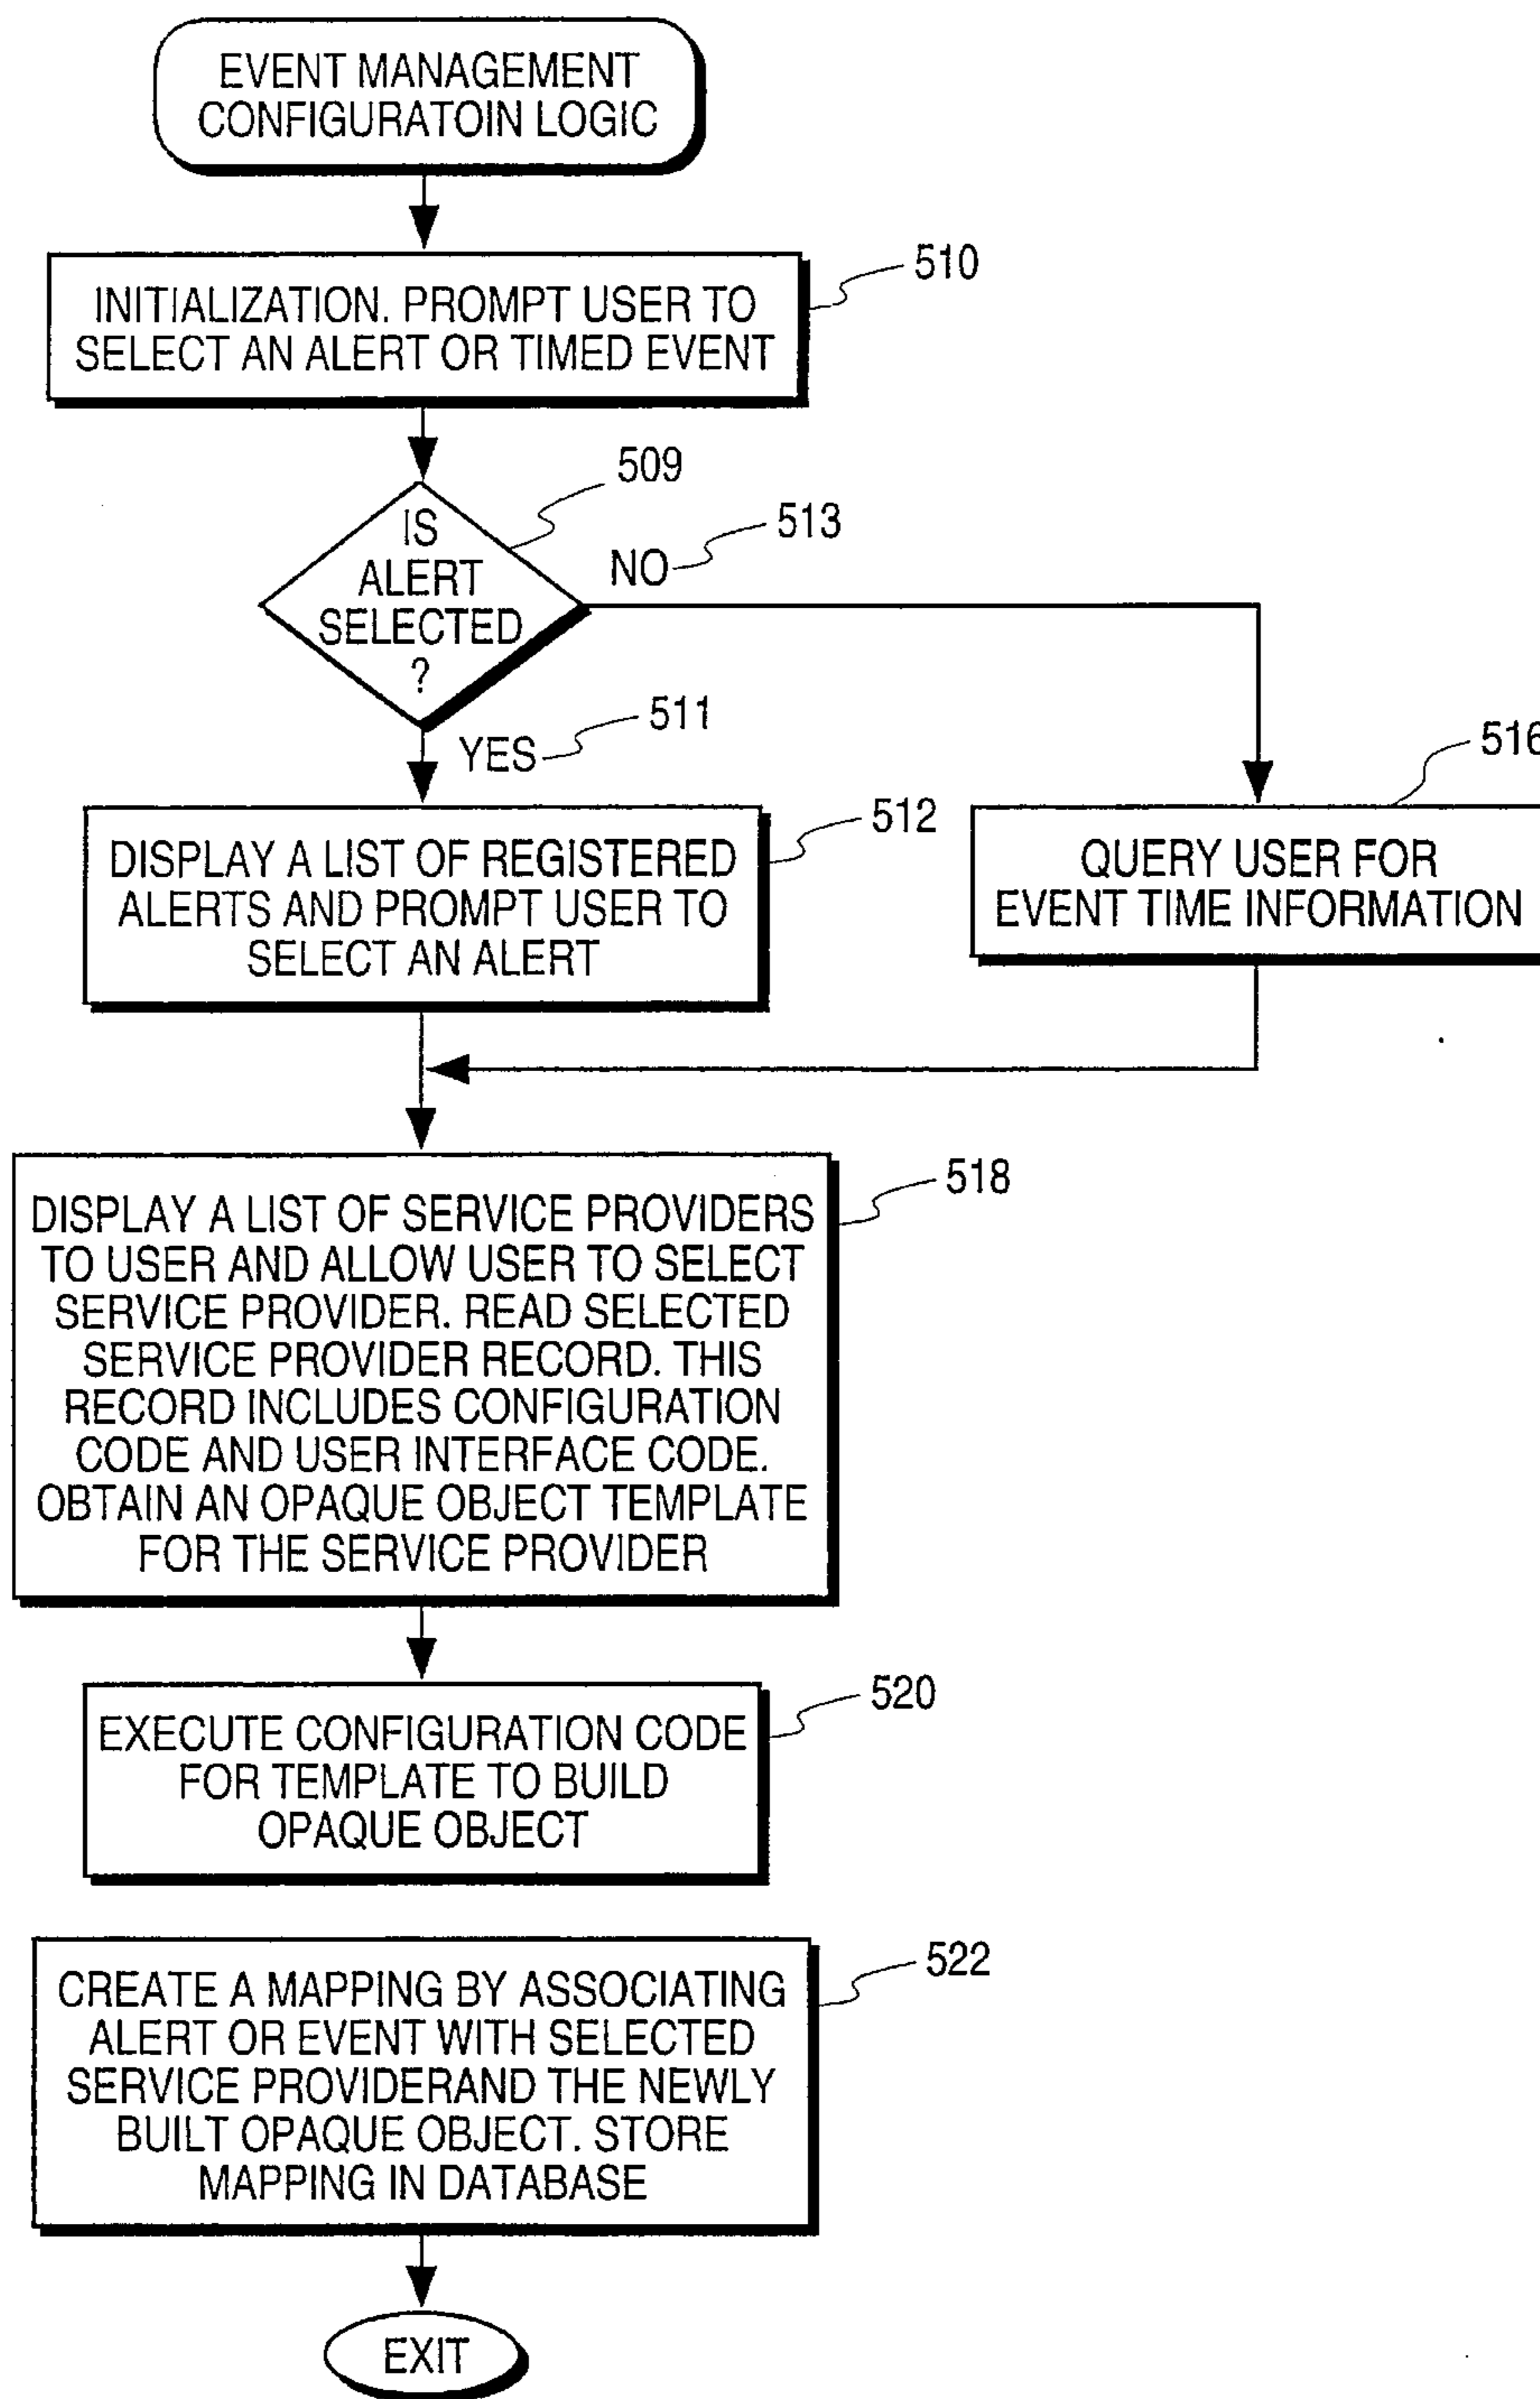 EVENT MANAGEMENT
CONFIGURATOIN LOGIC
510
INITIALIZATION. PROMPT USER TO
SELECT AN ALERT OR TIMED EVENT
509
513
IS
ALERT
SELECTED
?
NO
511
YES
516
512
DISPLAY A LIST OF REGISTERED
ALERTS AND PROMPT USER TO
SELECT AN ALERT
QUERY USER FOR
EVENT TIME INFORMATION
518
DISPLAY A LIST OF SERVICE PROVIDERS
TO USER AND ALLOW USER TO SELECT
SERVICE PROVIDER. READ SELECTED
SERVICE PROVIDER RECORD. THIS
RECORD INCLUDES CONFIGURATION
CODE AND USER INTERFACE CODE.
OBTAIN AN OPAQUE OBJECT TEMPLATE
FOR THE SERVICE PROVIDER
520
EXECUTE CONFIGURATION CODE
FOR TEMPLATE TO BUILD
OPAQUE OBJECT
522
CREATE A MAPPING BY ASSOCIATING
ALERT OR EVENT WITH SELECTED
SERVICE PROVIDERAND THE NEWLY
BUILT OPAQUE OBJECT. STORE
MAPPING IN DATABASE
EXIT